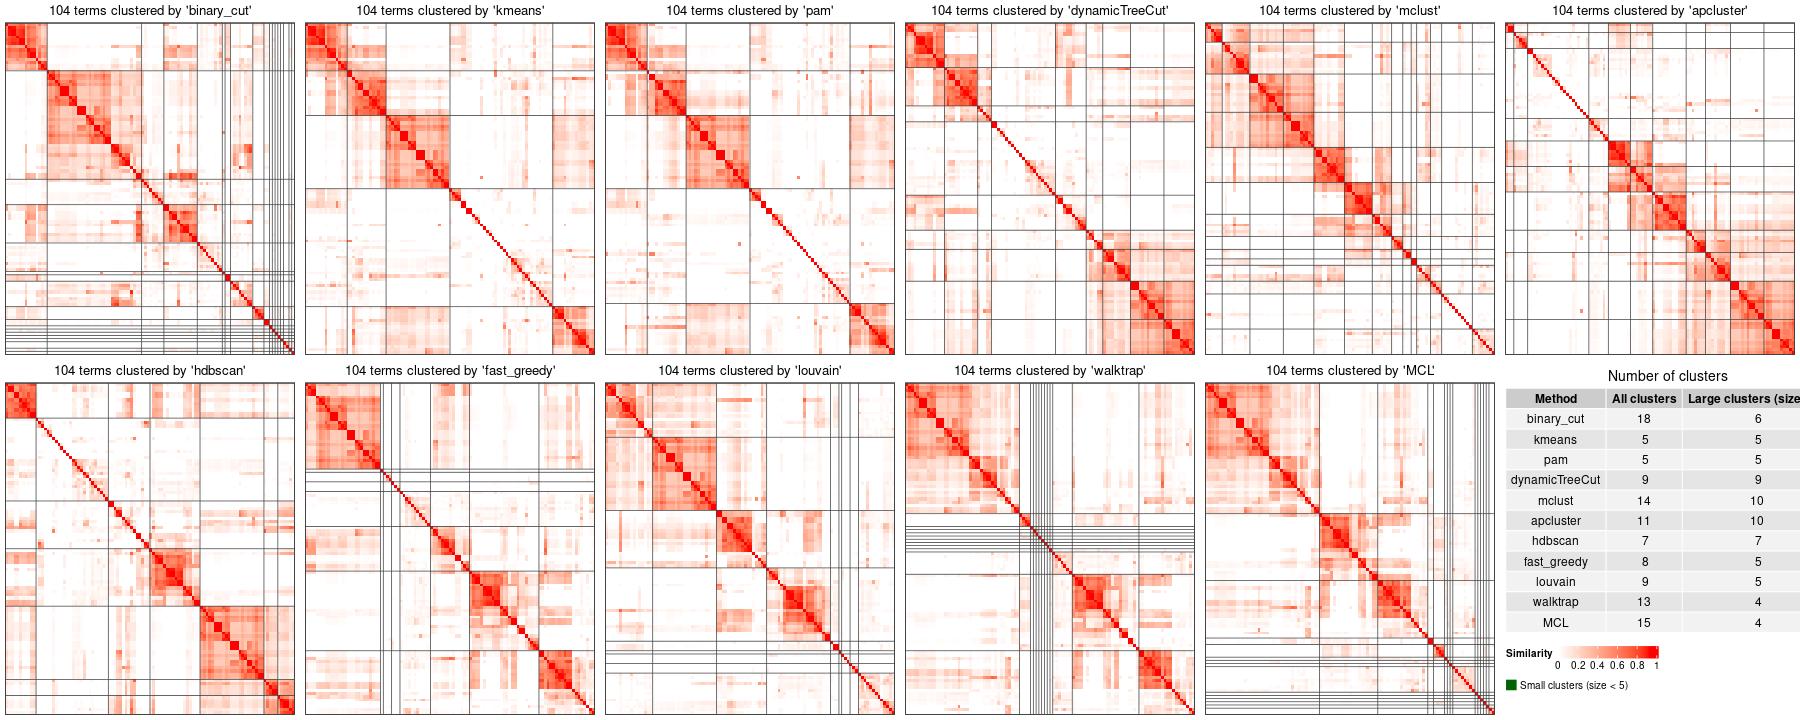 104 terms clustered by 'binary_cut'
104 terms clustered by 'kmeans'
104 terms clustered by 'pam'
104 terms clustered by 'dynamicTreeCut'
104 terms clustered by 'mclust'
104 terms clustered by 'apcluster'
104 terms clustered by 'hdbscan'
104 terms clustered by 'fast_greedy'
104 terms clustered by 'louvain'
104 terms clustered by 'walktrap'
104 terms clustered by 'MCL'
Number of clusters
Method All clusters Large clusters (size
binary_cut 18 6
kmeans 5 5
pam 5 5
dynamicTreeCut 9 9
mclust 14 10
apcluster 11 10
hdbscan 7 7
fast_greedy 8 5
louvain 9 5
walktrap 13 4
MCL 15 4
Similarity
0 0.2 0.4 0.6 0.8 1
Small clusters (size < 5)